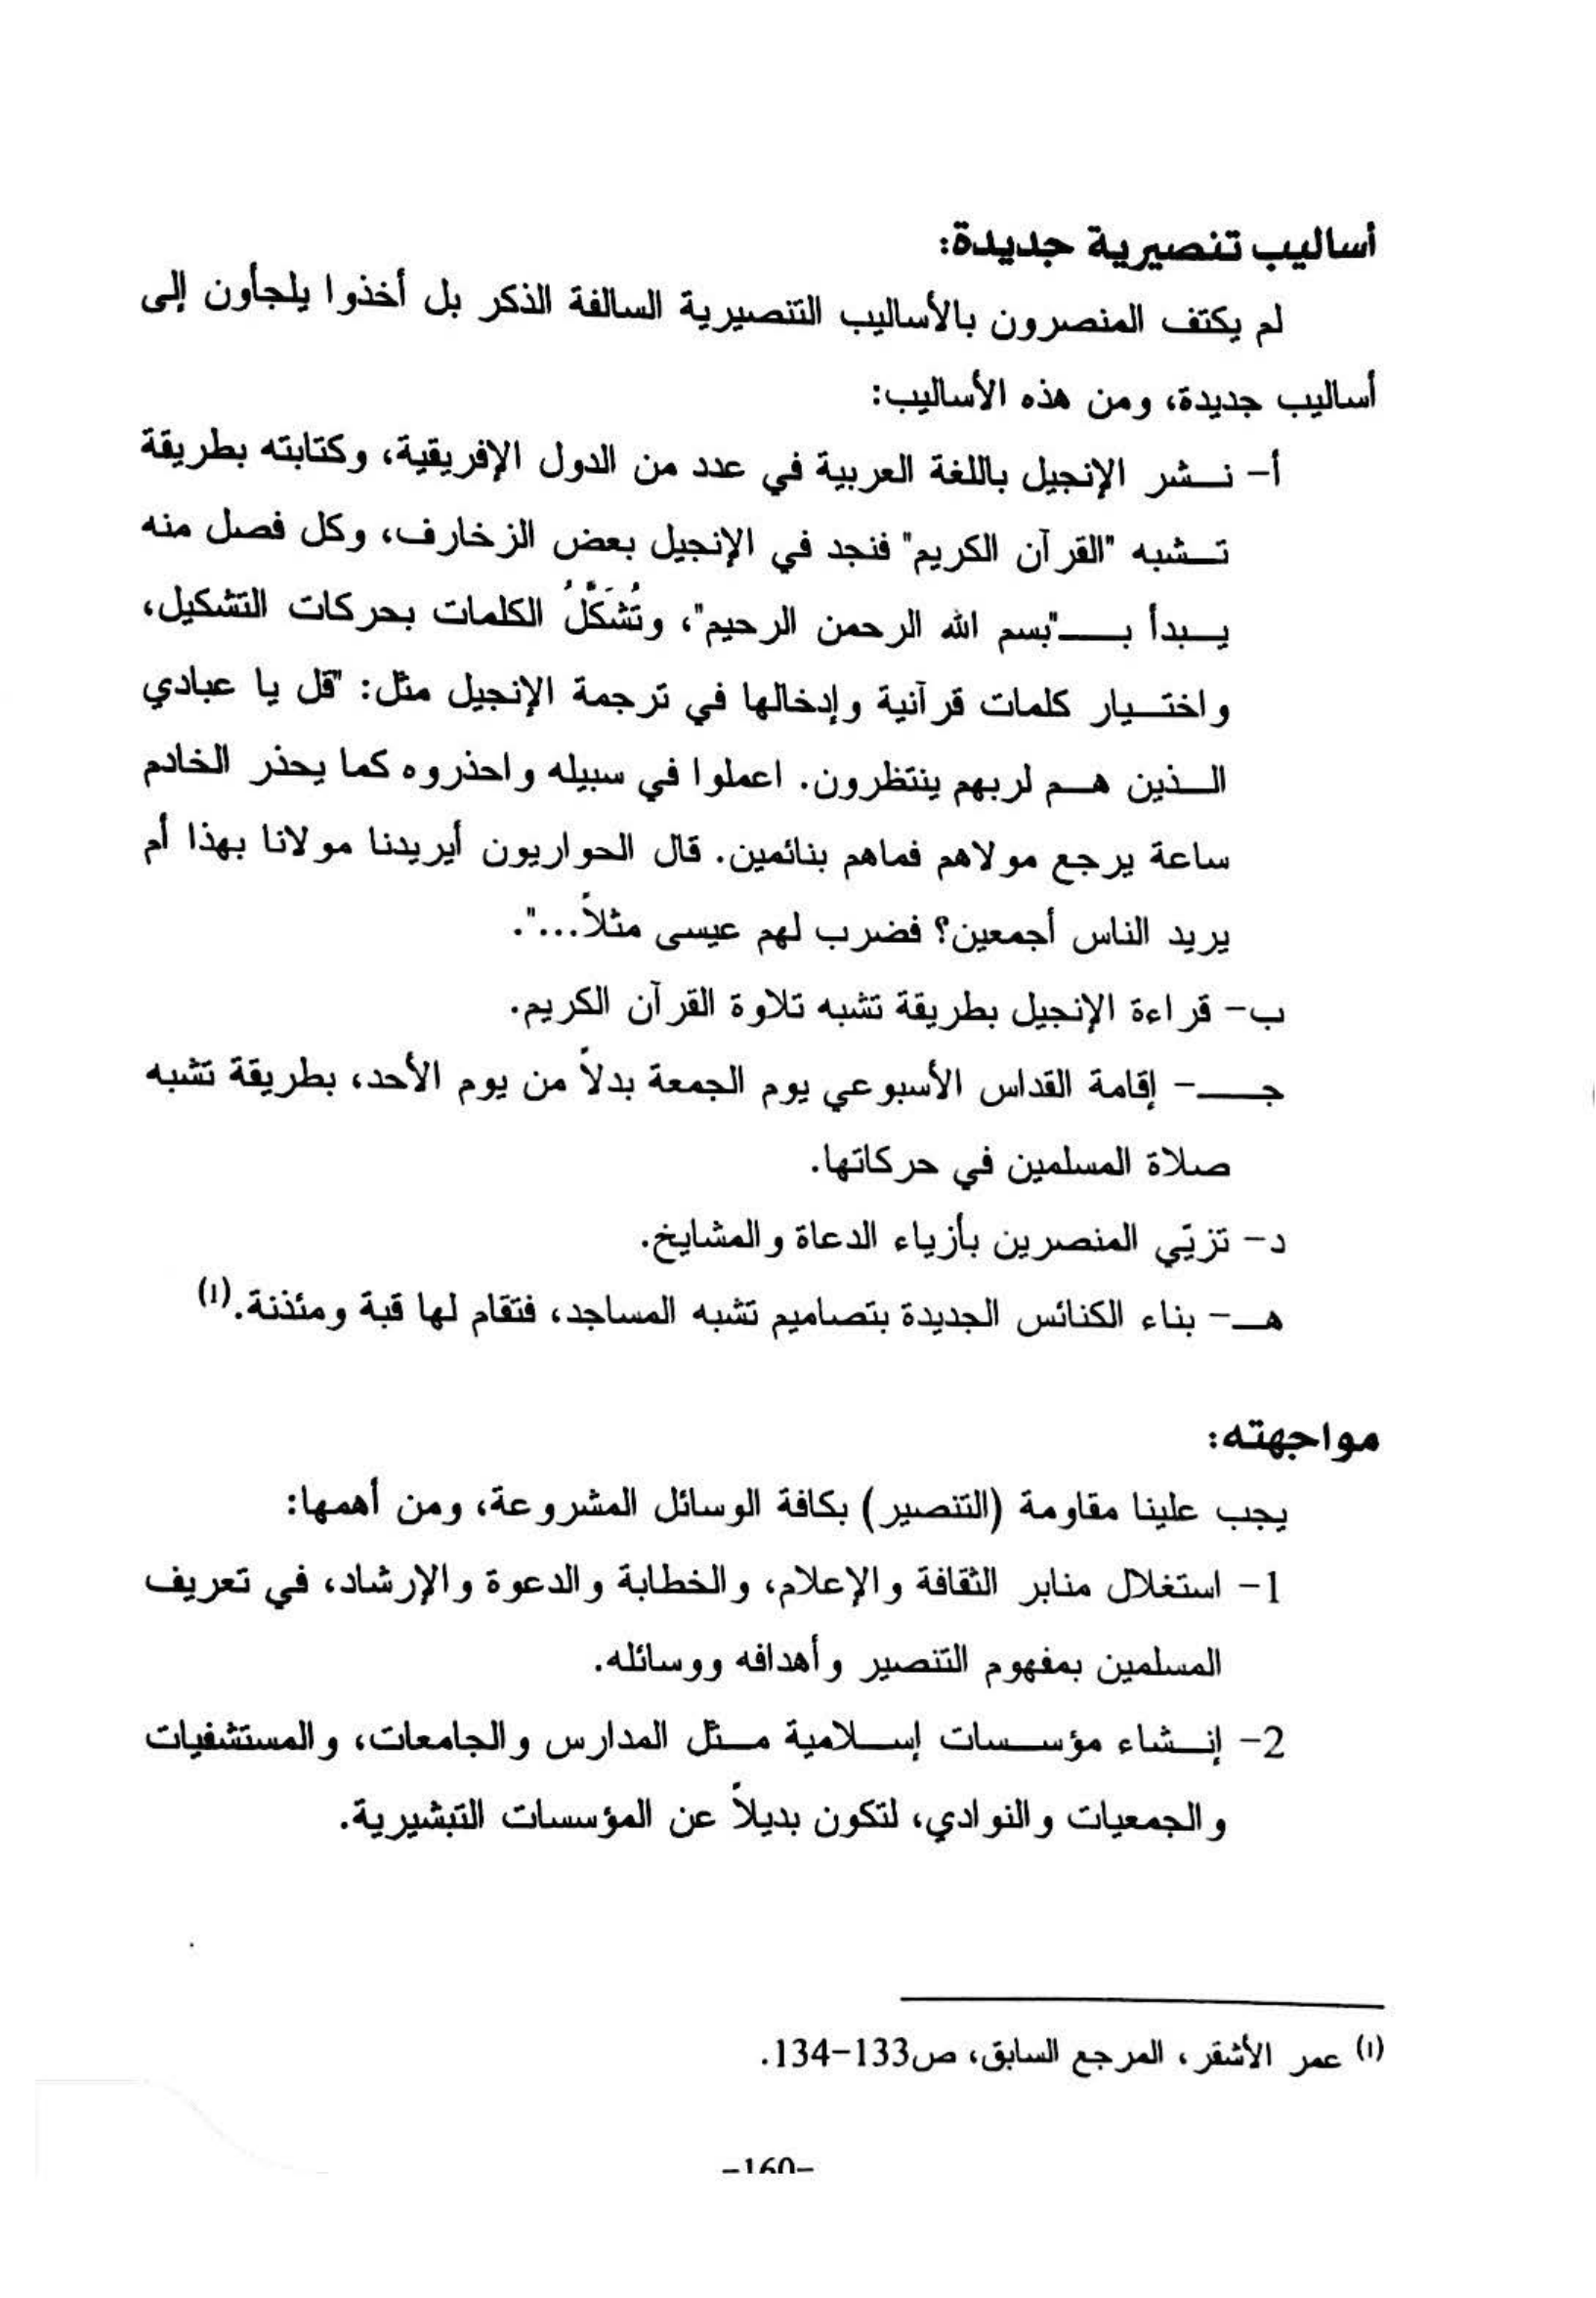 أساليب تنصيرية جديدة:
لم يكتف المنصرون بالأساليب التنصيرية السالفة الذكر بل أخذوا يلجأون إلى
أساليب جديدة، ومن هذه الأساليب:
أ- نشر الإنجيل باللغة العربية في عدد من الدول الإفريقية، وكتابته بطريقة
تشبه "القرآن الكريم" فنجد في الإنجيل بعض الزخارف، وكل فصل منه
يبدأ بـ"بسم الله الرحمن الرحيم"، وتُشَكَّلُ الكلمات بحركات التشكيل،
واختيار كلمات قرآنية وإدخالها في ترجمة الإنجيل مثل: "قل يا عبادي
الذين هم لربهم ينتظرون. اعملوا في سبيله واحذروه كما يحذر الخادم
ساعة يرجع مولاهم فماهم بنائمين. قال الحواريون أيريدنا مولانا بهذا أم
يريد الناس أجمعين؟ فضرب لهم عيسى مثلاً...".
ب- قراءة الإنجيل بطريقة تشبه تلاوة القرآن الكريم.
جـ- إقامة القداس الأسبوعي يوم الجمعة بدلاً من يوم الأحد، بطريقة تشبه
صلاة المسلمين في حركاتها.
د- تزيّي المنصرين بأزياء الدعاة والمشايخ.
هـ- بناء الكنائس الجديدة بتصاميم تشبه المساجد، فتقام لها قبة ومئذنة.(1)
مواجهته:
يجب علينا مقاومة (التنصير) بكافة الوسائل المشروعة، ومن أهمها:
1- استغلال منابر الثقافة والإعلام، والخطابة والدعوة والإرشاد، في تعريف
المسلمين بمفهوم التنصير وأهدافه ووسائله.
2- إنشاء مؤسسات إسلامية مثل المدارس والجامعات، والمستشفيات
والجمعيات والنوادي، لتكون بديلاً عن المؤسسات التبشيرية.
(1) عمر الأشقر، المرجع السابق، ص133-134.
-160-